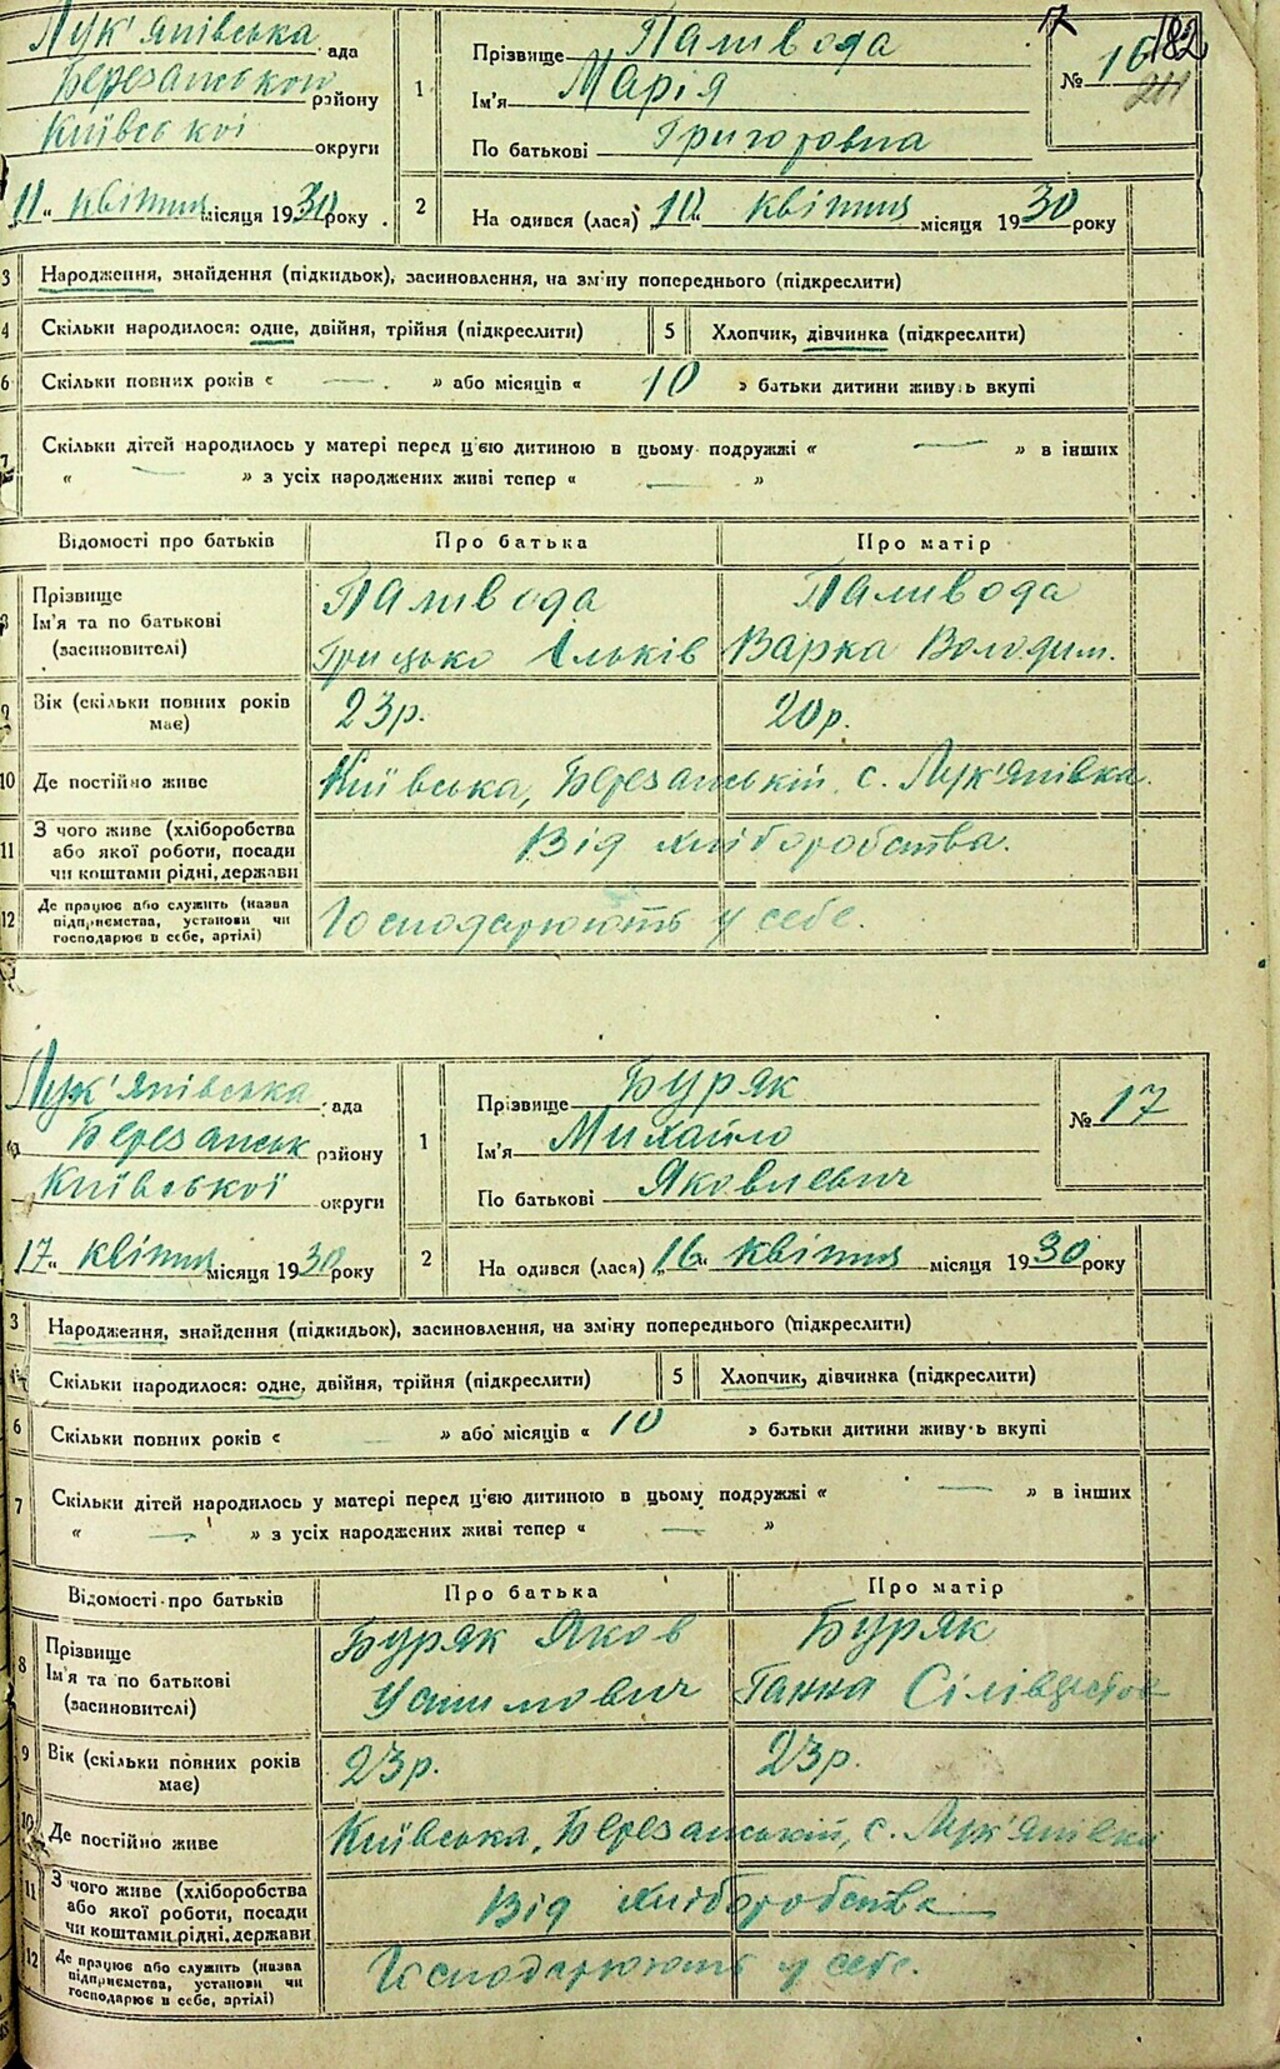 Лук'янівська рада
Березанського району
Київської округи
11 „ квітня місяця 1930 року.
1 Прізвище Паливода
Ім'я Марія
По батькові Григоровна
№ 16 182
17
211
2 На одився (лася) „10„ квітня місяця 1930 року
3 Народження, знайдення (підкидьок), засиновлення, на зміну попереднього (підкреслити)
4 Скільки народилося: одне, двійня, трійня (підкреслити) 5 Хлопчик, дівчинка (підкреслити)
6 Скільки повних років « — » або місяців « 10 » батьки дитини живуть вкупі
7 Скільки дітей народилось у матері перед ц'єю дитиною в цьому подружжі « — » в інших
« — » з усіх народжених живі тепер « — »
Відомості про батьків Про батька Про матір
8 Прізвище Паливода Паливода
Ім'я та по батькові
(засиновителі) Грицько Ільків Варка Володим.
9 Вік (скільки повних років має) 23р. 20р.
10 Де постійно живе Київська, Березанській, с. Лук'янівка.
11 З чого живе (хліборобства
або якої роботи, посади Від хліборобства.
чи коштами рідні, держави
12 Де працює або служить (назва
підприємства, установи чи Господарюють у себе.
господарює в себе, артілі)
Лук'янівська рада
Березанськ району
Київської округи
17 „ квітня місяця 1930 року
1 Прізвище Буряк
Ім'я Михайло
По батькові Яковлевич
№ 17
2 На одився (лася) „16„ квітня місяця 1930 року
3 Народження, знайдення (підкидьок), засиновлення, на зміну попереднього (підкреслити)
4 Скільки народилося: одне, двійня, трійня (підкреслити) 5 Хлопчик, дівчинка (підкреслити)
6 Скільки повних років « — » або місяців « 10 » батьки дитини живуть вкупі
7 Скільки дітей народилось у матері перед ц'єю дитиною в цьому подружжі « — » в інших
« — » з усіх народжених живі тепер « — »
Відомості про батьків Про батька Про матір
8 Прізвище Буряк Яков Буряк
Ім'я та по батькові
(засиновителі) Ганна
9 Вік (скільки повних років має) 23р. 23р.
10 Де постійно живе Київська, Березанській, с. Лук'янівка
11 З чого живе (хліборобства
або якої роботи, посади Від хліборобства
чи коштами рідні, держави
12 Де працює або служить (назва
підприємства, установи чи Господарюють у себе.
господарює в себе, артілі)